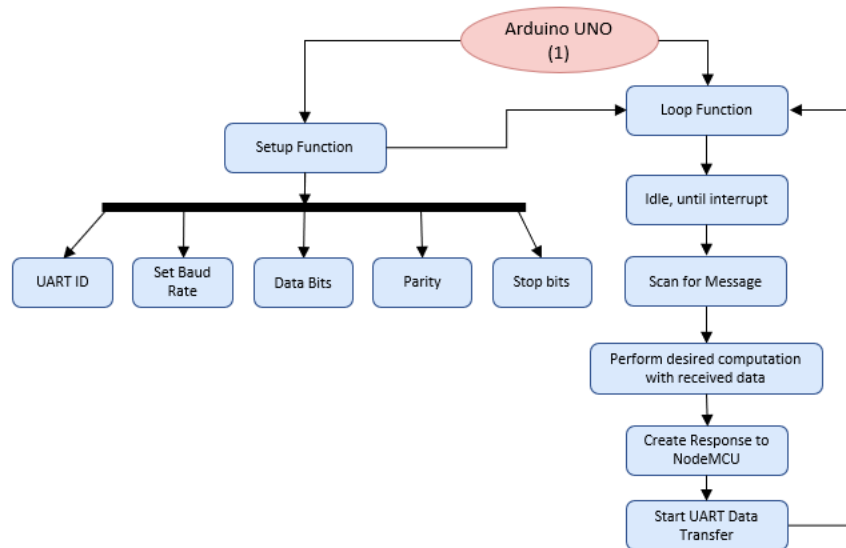 Arduino UNO
(1)
Loop Function
Setup Function
Idle, until interrupt
UART ID
Set Baud
Rate
Data Bits
Parity
Stop bits
Scan for Message
Perform desired computation
with received data
Create Response to
NodeMCU
Start UART Data
Transfer